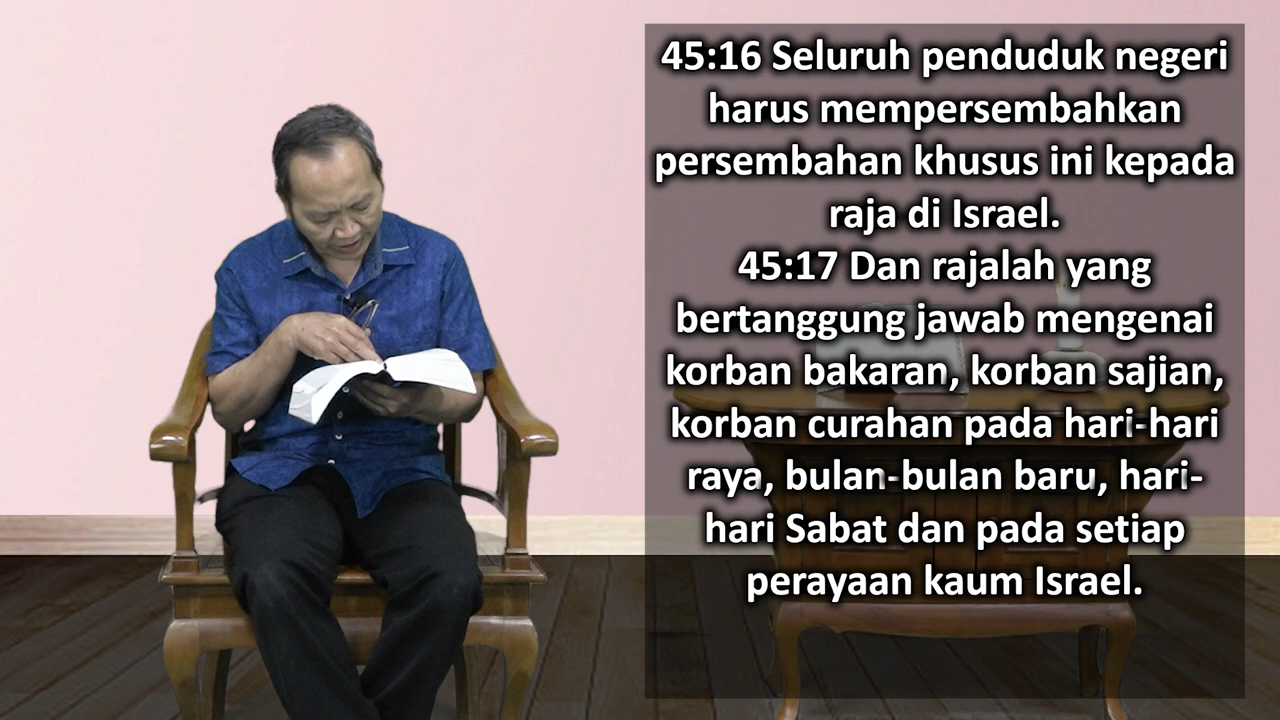 45:16 Seluruh penduduk negeri
harus mempersembahkan
persembahan khusus ini kepada
raja di Israel.
45:17 Dan rajalah yang
bertanggung jawab mengenai
korban bakaran, korban sajian,
korban curahan pada hari-hari
raya, bulan-bulan baru, hari-
hari Sabat dan pada setiap
perayaan kaum Israel.